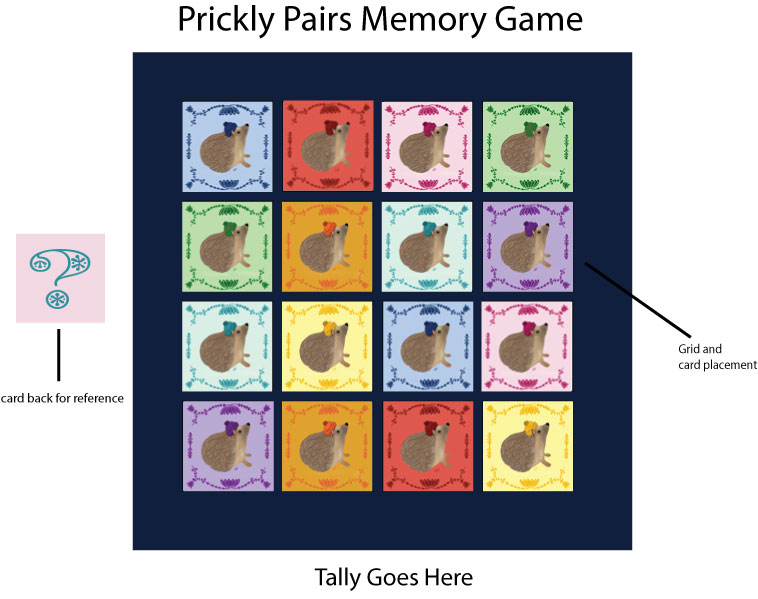 Prickly Pairs Memory Game
?
card back for reference
Grid and
card placement
Tally Goes Here